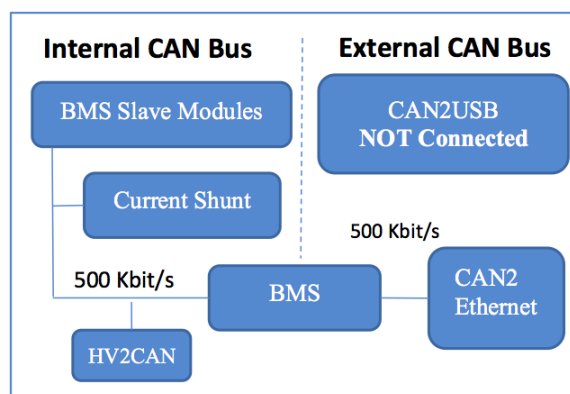 Internal CAN Bus
External CAN Bus
BMS Slave Modules
CAN2USB
NOT Connected
Current Shunt
500 Kbit/s
500 Kbit/s
BMS
CAN2
Ethernet
HV2CAN